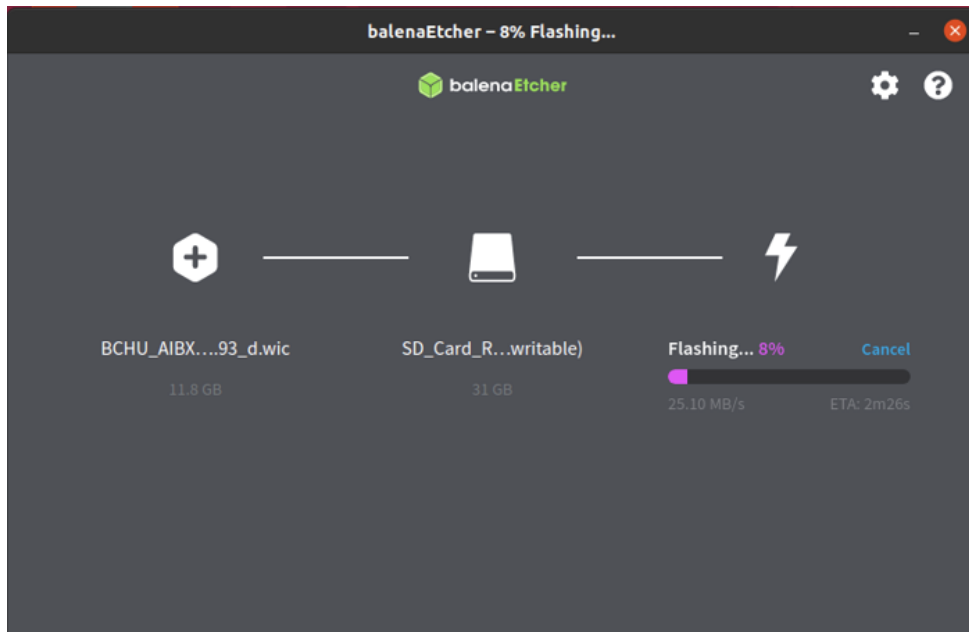 balenaEtcher – 8% Flashing...
balenaEtcher
BCHU_AIBX....93_d.wic
11.8 GB
SD_Card_R...writable)
31 GB
Flashing... 8%
Cancel
25.10 MB/s
ETA: 2m26s